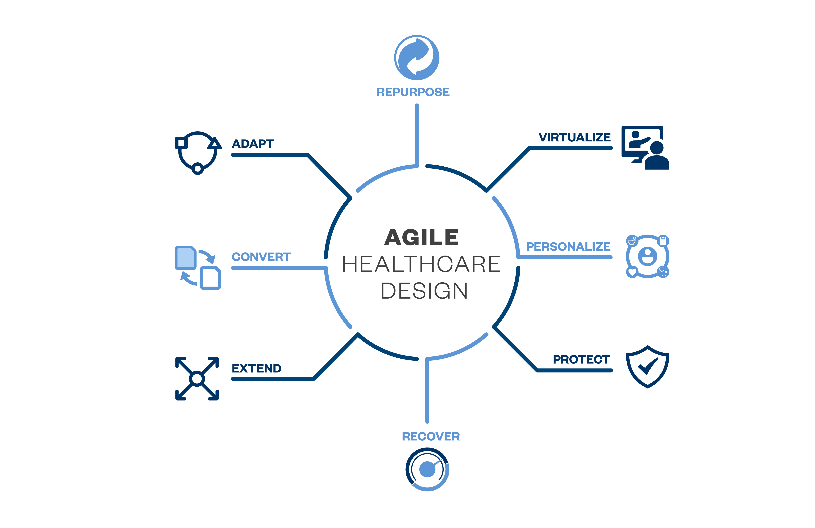 REPURPOSE
ADAPT
VIRTUALIZE
CONVERT
AGILE
HEALTHCARE
DESIGN
PERSONALIZE
EXTEND
PROTECT
RECOVER